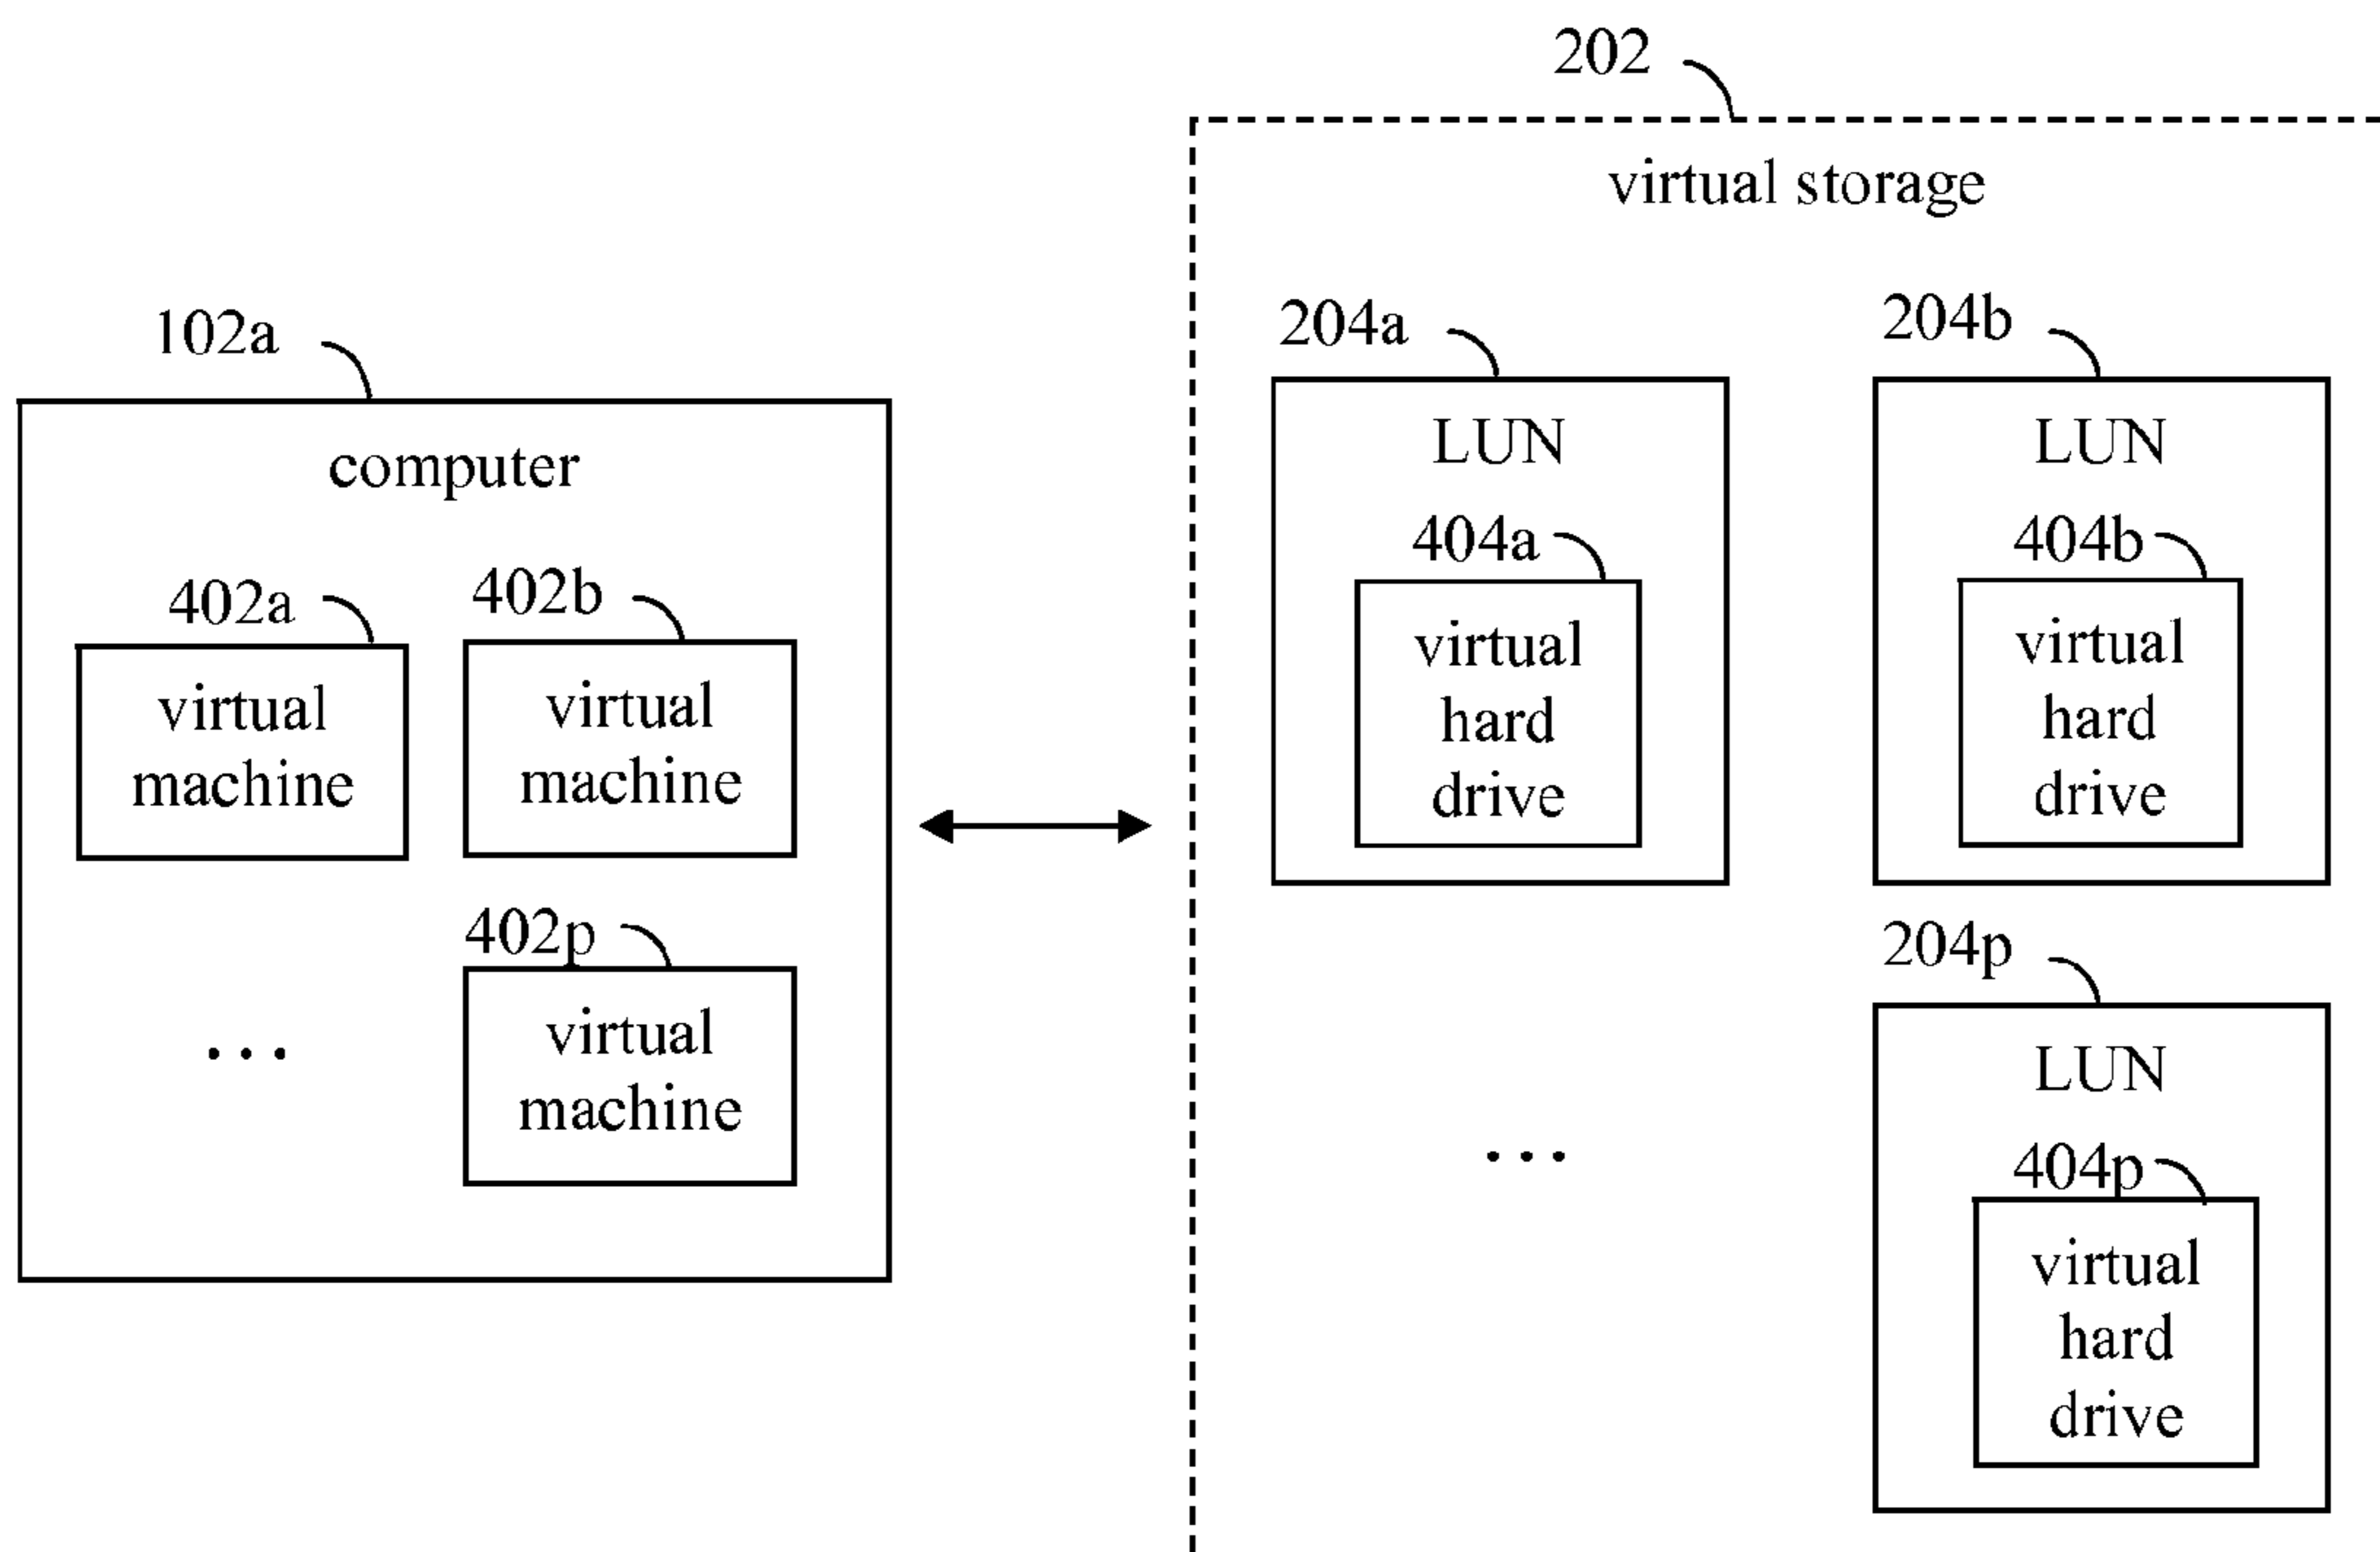 202
virtual storage
102a
computer
402a
virtual
machine
402b
virtual
machine
...
402p
virtual
machine
204a
LUN
404a
virtual
hard
drive
204b
LUN
404b
virtual
hard
drive
...
204p
LUN
404p
virtual
hard
drive